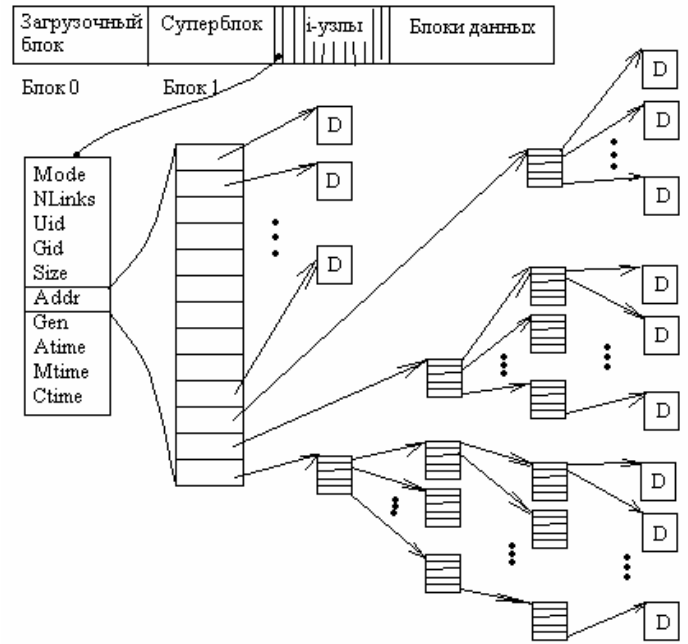 Загрузочный
блок
Суперблок
i-узлы
Блоки данных
Блок 0
Блок 1
Mode
NLinks
Uid
Gid
Size
Addr
Gen
Atime
Mtime
Ctime
D
D
D
D
D
D
D
D
D
D
D
D